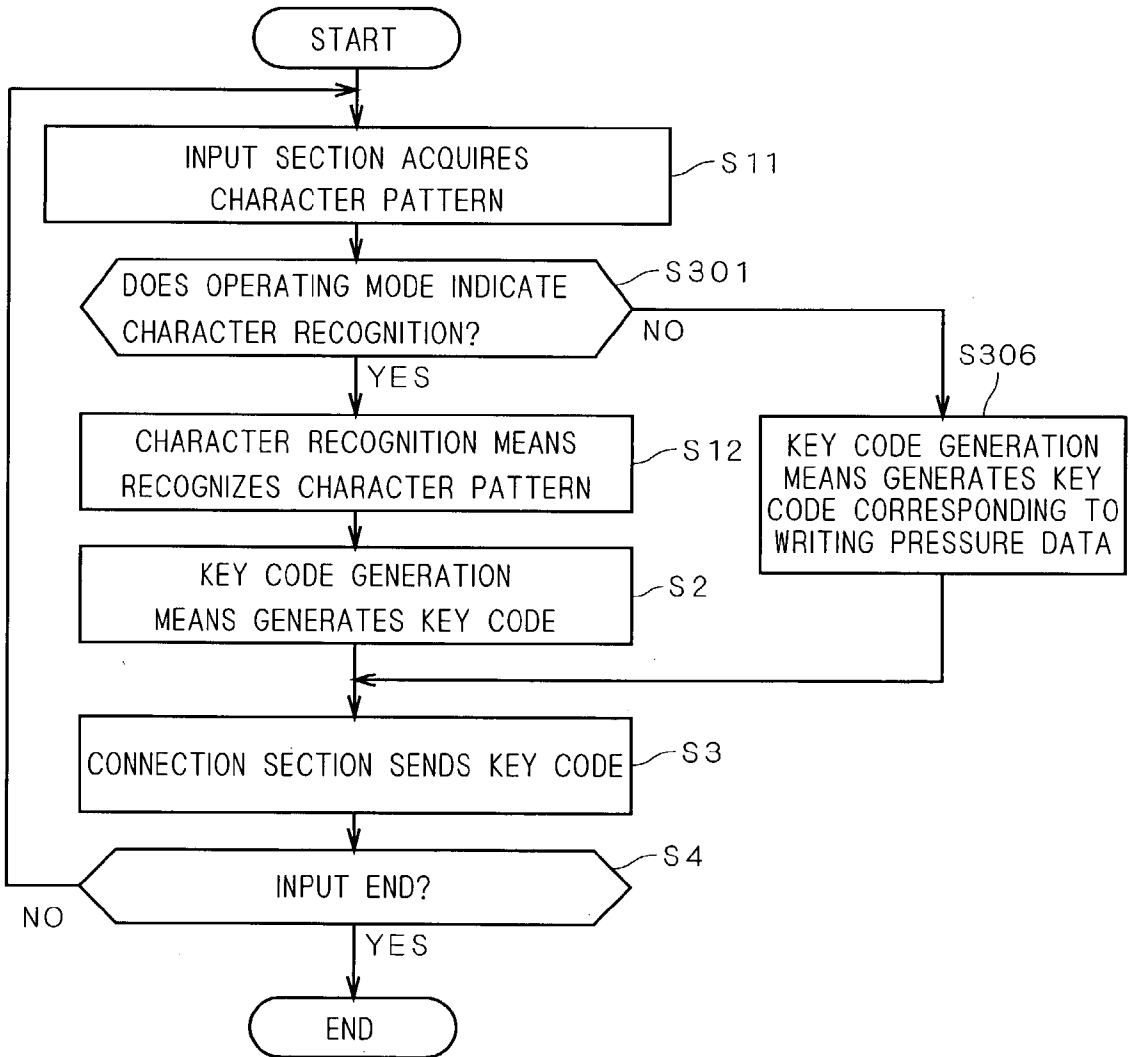 START
INPUT SECTION ACQUIRES
CHARACTER PATTERN
S11
DOES OPERATING MODE INDICATE
CHARACTER RECOGNITION?
S301
NO
YES
S306
KEY CODE GENERATION
MEANS GENERATES KEY
CODE CORRESPONDING TO
WRITING PRESSURE DATA
CHARACTER RECOGNITION MEANS
RECOGNIZES CHARACTER PATTERN
S12
KEY CODE GENERATION
MEANS GENERATES KEY CODE
S2
CONNECTION SECTION SENDS KEY CODE
S3
INPUT END?
S4
NO
YES
END